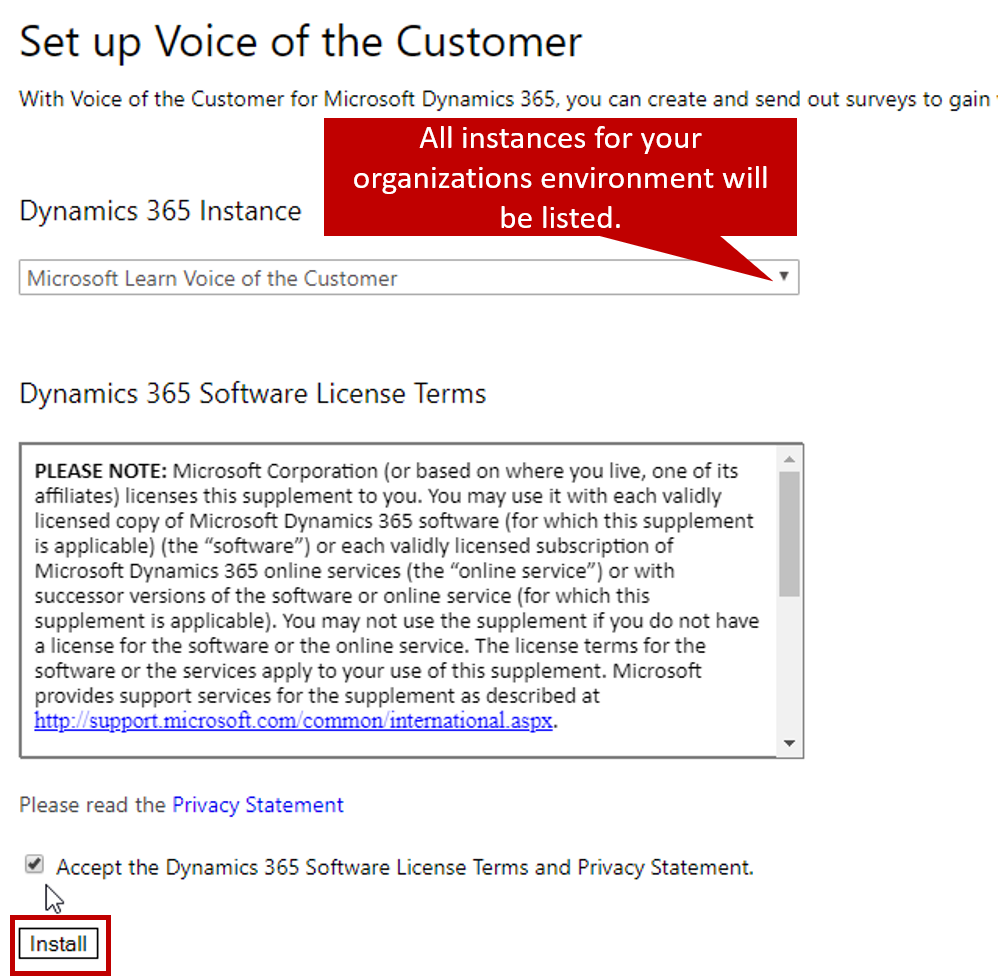 Set up Voice of the Customer
With Voice of the Customer for Microsoft Dynamics 365, you can create and send out surveys to gain
All instances for your
organizations environment will
be listed.
Dynamics 365 Instance
Microsoft Learn Voice of the Customer
Dynamics 365 Software License Terms
PLEASE NOTE: Microsoft Corporation (or based on where you live, one of its
affiliates) licenses this supplement to you. You may use it with each validly
licensed copy of Microsoft Dynamics 365 software (for which this supplement
is applicable) (the “software”) or each validly licensed subscription of
Microsoft Dynamics 365 online services (the “online service”) or with
successor versions of the software or online service (for which this
supplement is applicable). You may not use the supplement if you do not have
a license for the software or the online service. The license terms for the
software or the services apply to your use of this supplement. Microsoft
provides support services for the supplement as described at
http://support.microsoft.com/common/international.aspx.
Please read the Privacy Statement
Accept the Dynamics 365 Software License Terms and Privacy Statement.
Install